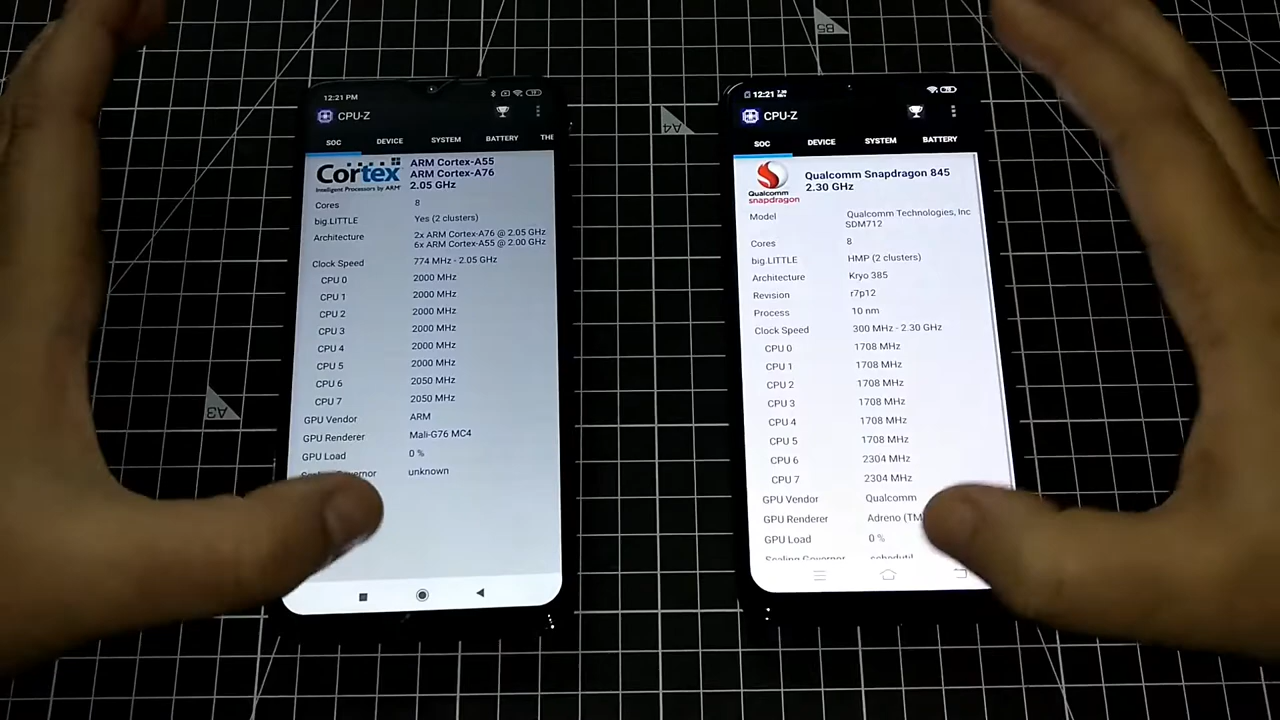 B5
A4
A3
12:21 PM
CPU-Z
SOC DEVICE SYSTEM BATTERY THE
Cortex
Intelligent Processors by ARM®
ARM Cortex-A55
ARM Cortex-A76
2.05 GHz
Cores 8
big.LITTLE Yes (2 clusters)
Architecture 2x ARM Cortex-A76 @ 2.05 GHz
6x ARM Cortex-A55 @ 2.00 GHz
Clock Speed 774 MHz - 2.05 GHz
CPU 0 2000 MHz
CPU 1 2000 MHz
CPU 2 2000 MHz
CPU 3 2000 MHz
CPU 4 2000 MHz
CPU 5 2000 MHz
CPU 6 2050 MHz
CPU 7 2050 MHz
GPU Vendor ARM
GPU Renderer Mali-G76 MC4
GPU Load 0 %
Scaling Governor unknown
12:21
CPU-Z
SOC DEVICE SYSTEM BATTERY
Qualcomm
snapdragon
Qualcomm Snapdragon 845
2.30 GHz
Model Qualcomm Technologies, Inc
SDM712
Cores 8
big.LITTLE HMP (2 clusters)
Architecture Kryo 385
Revision r7p12
Process 10 nm
Clock Speed 300 MHz - 2.30 GHz
CPU 0 1708 MHz
CPU 1 1708 MHz
CPU 2 1708 MHz
CPU 3 1708 MHz
CPU 4 1708 MHz
CPU 5 1708 MHz
CPU 6 2304 MHz
CPU 7 2304 MHz
GPU Vendor Qualcomm
GPU Renderer Adreno (TM
GPU Load 0 %
Scaling Governor schedutil